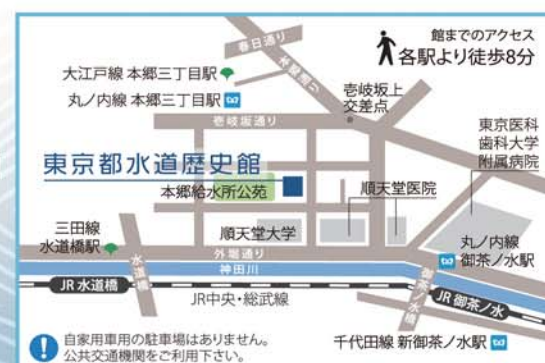 館までのアクセス
各駅より徒歩8分
春日通り
本郷通り
大江戸線 本郷三丁目駅
丸ノ内線 本郷三丁目駅
壱岐坂上
交差点
壱岐坂通り
東京医科
歯科大学
附属病院
東京都水道歴史館
本郷給水所公苑
順天堂医院
三田線
水道橋駅
順天堂大学
外堀通り
神田川
丸ノ内線
御茶ノ水駅
水道橋
御茶ノ水橋
JR 水道橋
JR中央・総武線
JR 御茶ノ水
千代田線 新御茶ノ水駅
自家用車用の駐車場はありません。
公共交通機関をご利用下さい。